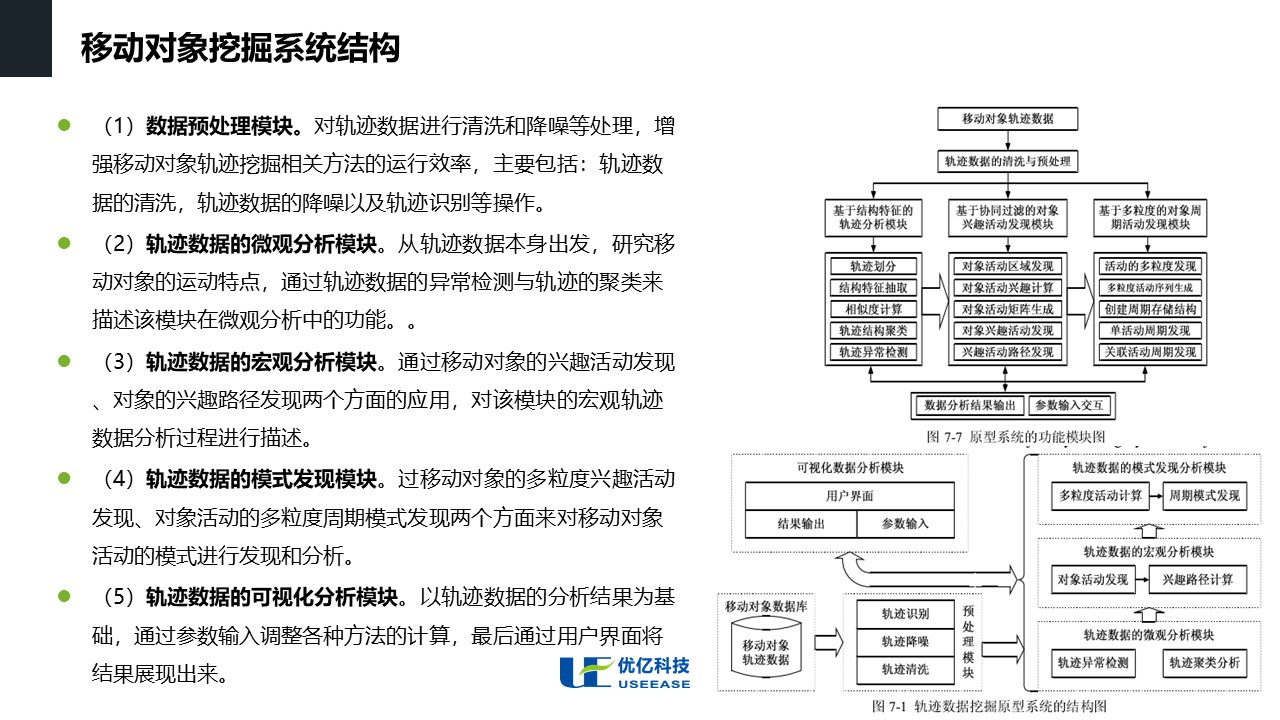 移动对象挖掘系统结构
（1）数据预处理模块。对轨迹数据进行清洗和降噪等处理，增
强移动对象轨迹挖掘相关方法的运行效率，主要包括：轨迹数
据的清洗，轨迹数据的降噪以及轨迹识别等操作。
（2）轨迹数据的微观分析模块。从轨迹数据本身出发，研究移
动对象的运动特点，通过轨迹数据的异常检测与轨迹的聚类来
描述该模块在微观分析中的功能。。
（3）轨迹数据的宏观分析模块。通过移动对象的兴趣活动发现
、对象的兴趣路径发现两个方面的应用，对该模块的宏观轨迹
数据分析过程进行描述。
（4）轨迹数据的模式发现模块。过移动对象的多粒度兴趣活动
发现、对象活动的多粒度周期模式发现两个方面来对移动对象
活动的模式进行发现和分析。
（5）轨迹数据的可视化分析模块。以轨迹数据的分析结果为基
础，通过参数输入调整各种方法的计算，最后通过用户界面将
结果展现出来。
优亿科技
USEEASE
移动对象轨迹数据
轨迹数据的清洗与预处理
基于结构特征的
轨迹分析模块
基于协同过滤的对象
兴趣活动发现模块
基于多粒度的对象周
期活动发现模块
轨迹划分
结构特征抽取
相似度计算
轨迹结构聚类
轨迹异常检测
对象活动区域发现
对象活动兴趣计算
对象活动矩阵生成
对象兴趣活动发现
兴趣活动路径发现
活动的多粒度发现
多粒度活动序列生成
创建周期存储结构
单活动周期发现
关联活动周期发现
数据分析结果输出
参数输入交互
图 7-7 原型系统的功能模块图
可视化数据分析模块
用户界面
结果输出
参数输入
移动对象数据库
移动对象
轨迹数据
轨迹识别
轨迹降噪
轨迹清洗
预处理模块
轨迹数据的模式发现分析模块
多粒度活动计算
周期模式发现
轨迹数据的宏观分析模块
对象活动发现
兴趣路径计算
轨迹数据的微观分析模块
轨迹异常检测
轨迹聚类分析
图 7-1 轨迹数据挖掘原型系统的结构图